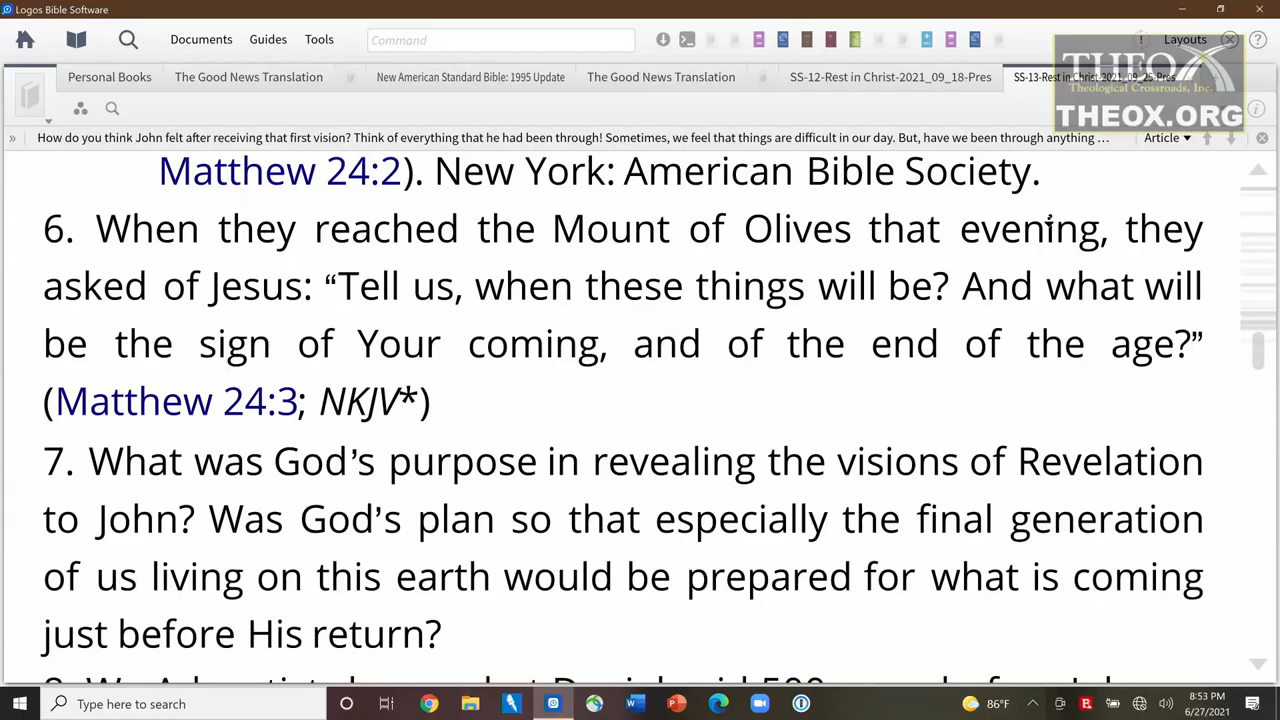 Logos Bible Software
Documents Guides Tools Command Layouts
Personal Books The Good News Translation New American Standard Bible: 1995 Update The Good News Translation SS-12-Rest in Christ-2021_09_18-Pres SS-13-Rest in Christ-2021_09_25-Pres
THEOX
Theological Crossroads, Inc.
THEOX.ORG
» How do you think John felt after receiving that first vision? Think of everything that he had been through! Sometimes, we feel that things are difficult in our day. But, have we been through anything ... Article
Matthew 24:2). New York: American Bible Society.
6. When they reached the Mount of Olives that evening, they
asked of Jesus: “Tell us, when these things will be? And what will
be the sign of Your coming, and of the end of the age?”
(Matthew 24:3; NKJV*)
7. What was God’s purpose in revealing the visions of Revelation
to John? Was God’s plan so that especially the final generation
of us living on this earth would be prepared for what is coming
just before His return?
Type here to search 86°F 8:53 PM
6/27/2021